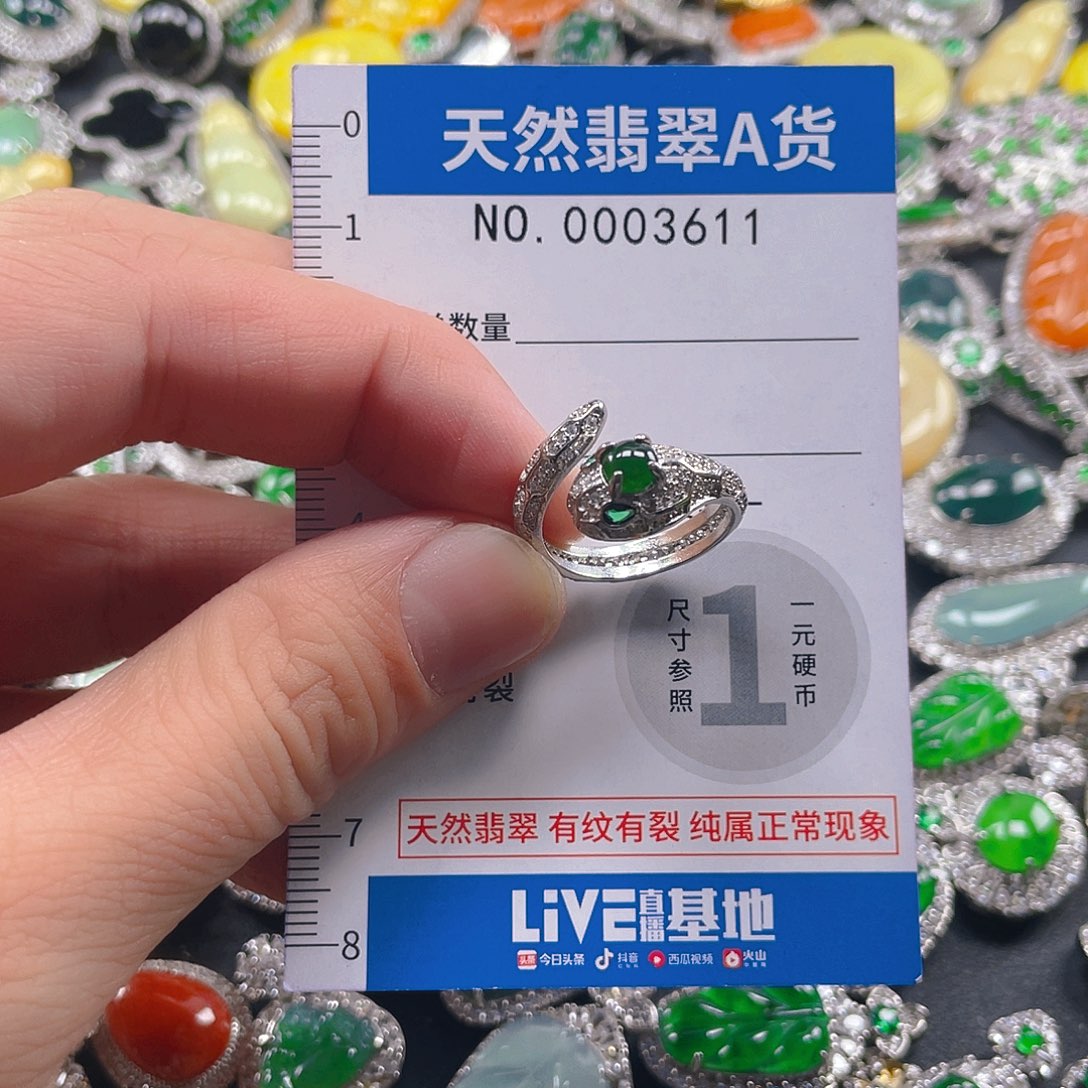 天然翡翠A货
NO. 0003611
0
1
数量
4
尺寸参照
1
一元硬币
裂
7
天然翡翠 有纹有裂 纯属正常现象
8
LiVE直播基地
头条 今日头条 抖音 西瓜视频 火山